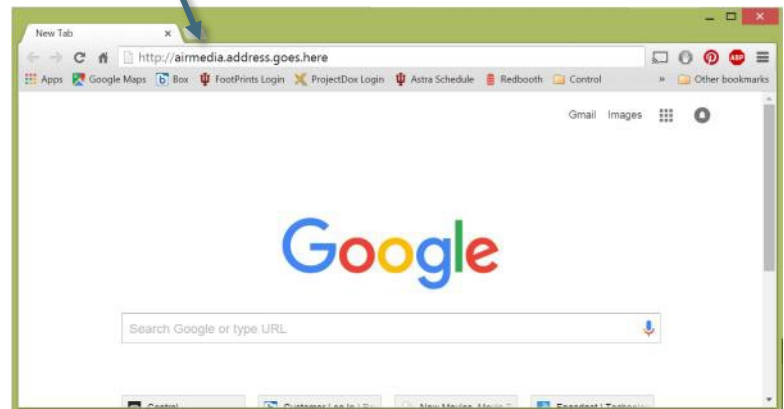 New Tab
http://airmedia.address.goes.here
Apps Google Maps Box FootPrints Login ProjectDox Login Astra Schedule Redbooth Control » Other bookmarks
Gmail Images
Google
Search Google or type URL
Control